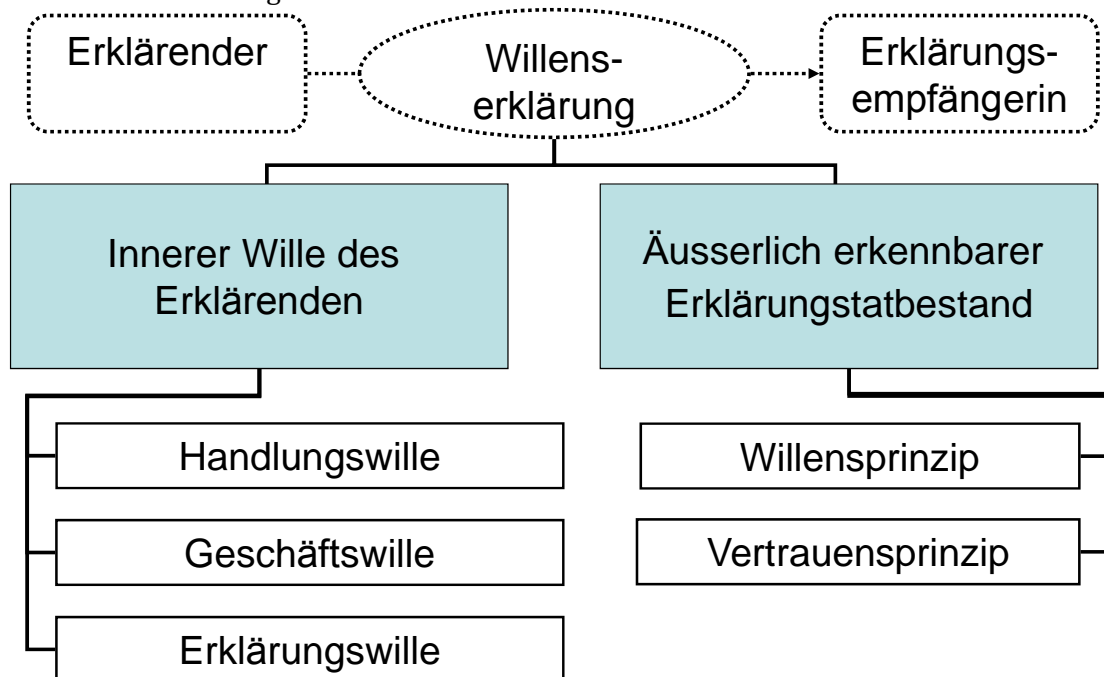 Erklärender
Willens-
erklärung
Erklärungs-
empfängerin
Innerer Wille des
Erklärenden
Äusserlich erkennbarer
Erklärungstatbestand
Handlungswille
Geschäftswille
Erklärungswille
Willensprinzip
Vertrauensprinzip